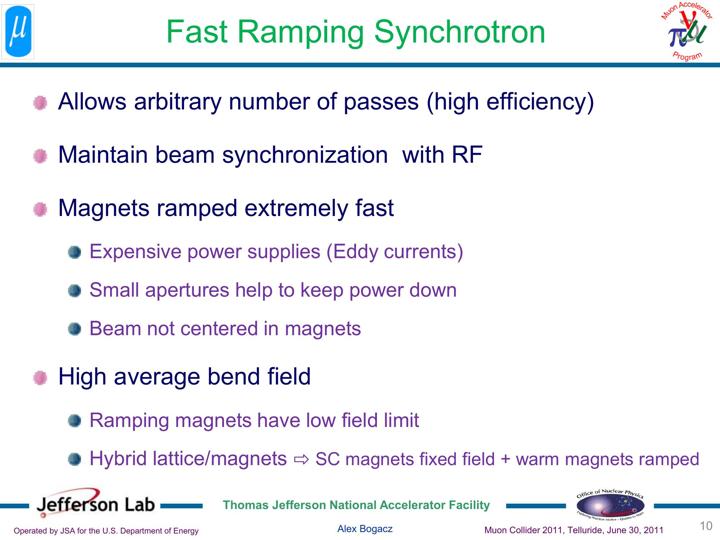 μ
Fast Ramping Synchrotron
Muon Accelerator
Program
Allows arbitrary number of passes (high efficiency)
Maintain beam synchronization  with RF
Magnets ramped extremely fast
Expensive power supplies (Eddy currents)
Small apertures help to keep power down
Beam not centered in magnets
High average bend field
Ramping magnets have low field limit
Hybrid lattice/magnets ⇨ SC magnets fixed field + warm magnets ramped
Jefferson Lab
Thomas Jefferson National Accelerator Facility
Office of Nuclear Physics
Operated by JSA for the U.S. Department of Energy
Alex Bogacz
Muon Collider 2011, Telluride, June 30, 2011
10